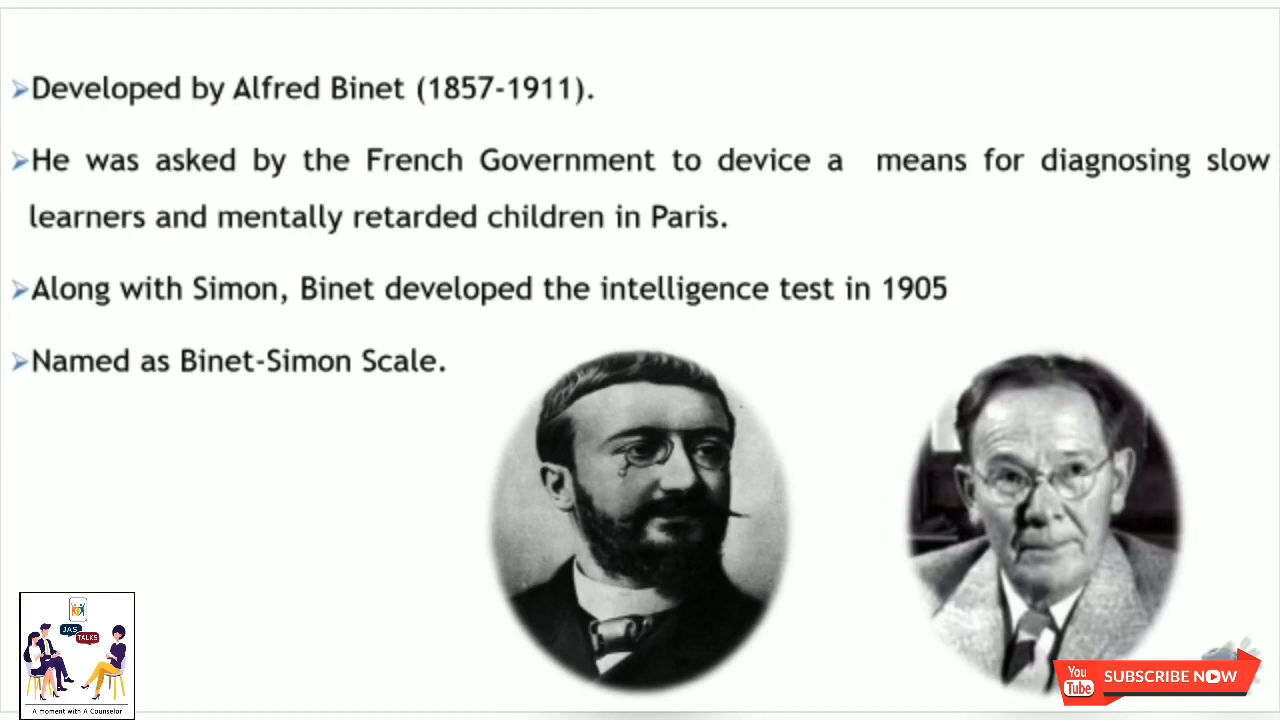 Developed by Alfred Binet (1857-1911).
He was asked by the French Government to device a means for diagnosing slow
learners and mentally retarded children in Paris.
Along with Simon, Binet developed the intelligence test in 1905
Named as Binet-Simon Scale.
JAS
TALKS
A moment with A Counselor
You
Tube
SUBSCRIBE NOW